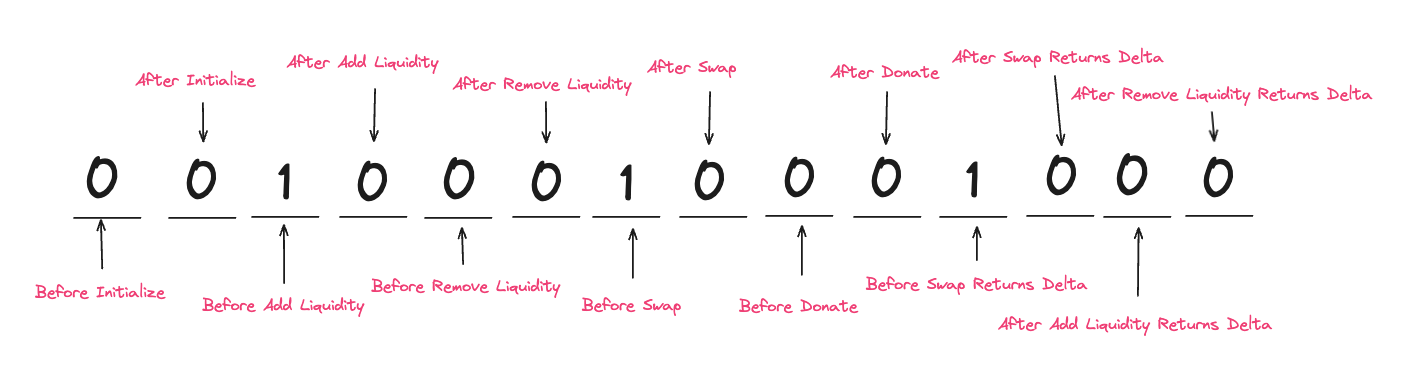 After Initialize
After Add Liquidity
After Remove Liquidity
After Swap
After Donate
After Swap Returns Delta
After Remove Liquidity Returns Delta
0 0 1 0 0 0 1 0 0 0 1 0 0 0
Before Initialize
Before Add Liquidity
Before Remove Liquidity
Before Swap
Before Donate
Before Swap Returns Delta
After Add Liquidity Returns Delta